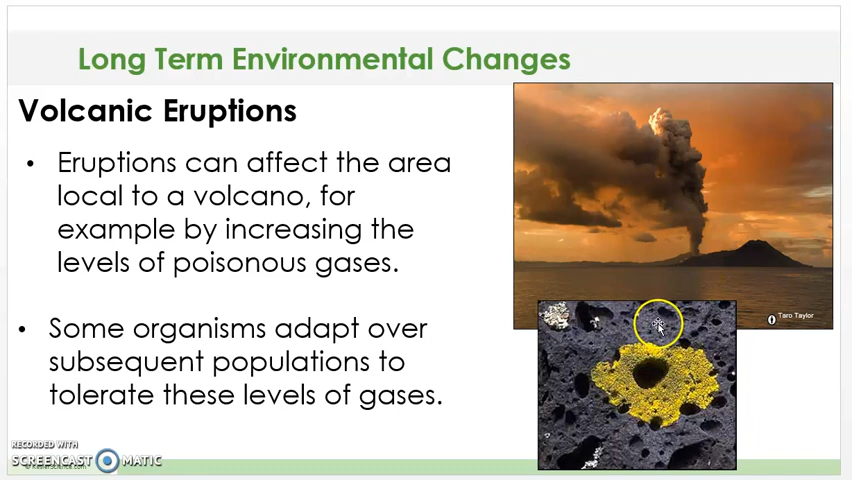 Long Term Environmental Changes
Volcanic Eruptions
• Eruptions can affect the area
local to a volcano, for
example by increasing the
levels of poisonous gases.
• Some organisms adapt over
subsequent populations to
tolerate these levels of gases.
Taro Taylor
RECORDED WITH
SCREENCAST MATIC